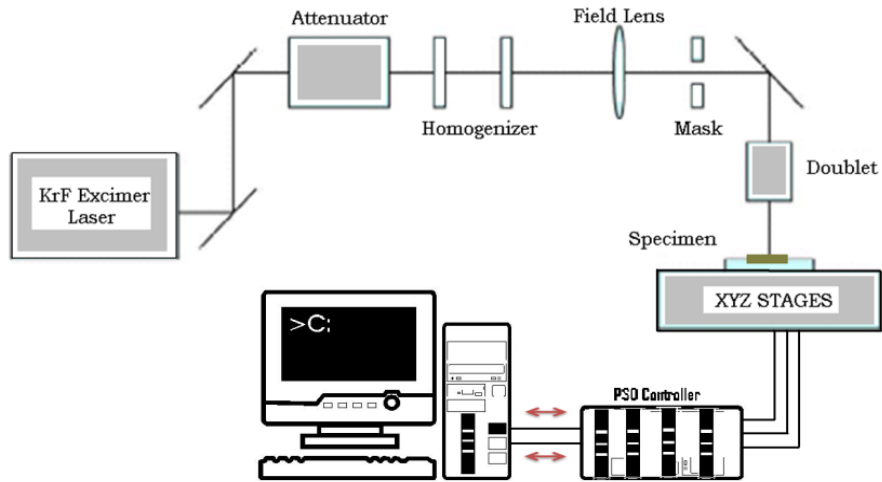 Attenuator
Field Lens
Homogenizer
Mask
Doublet
KrF Excimer
Laser
Specimen
XYZ STAGES
>C:
PSO Controller